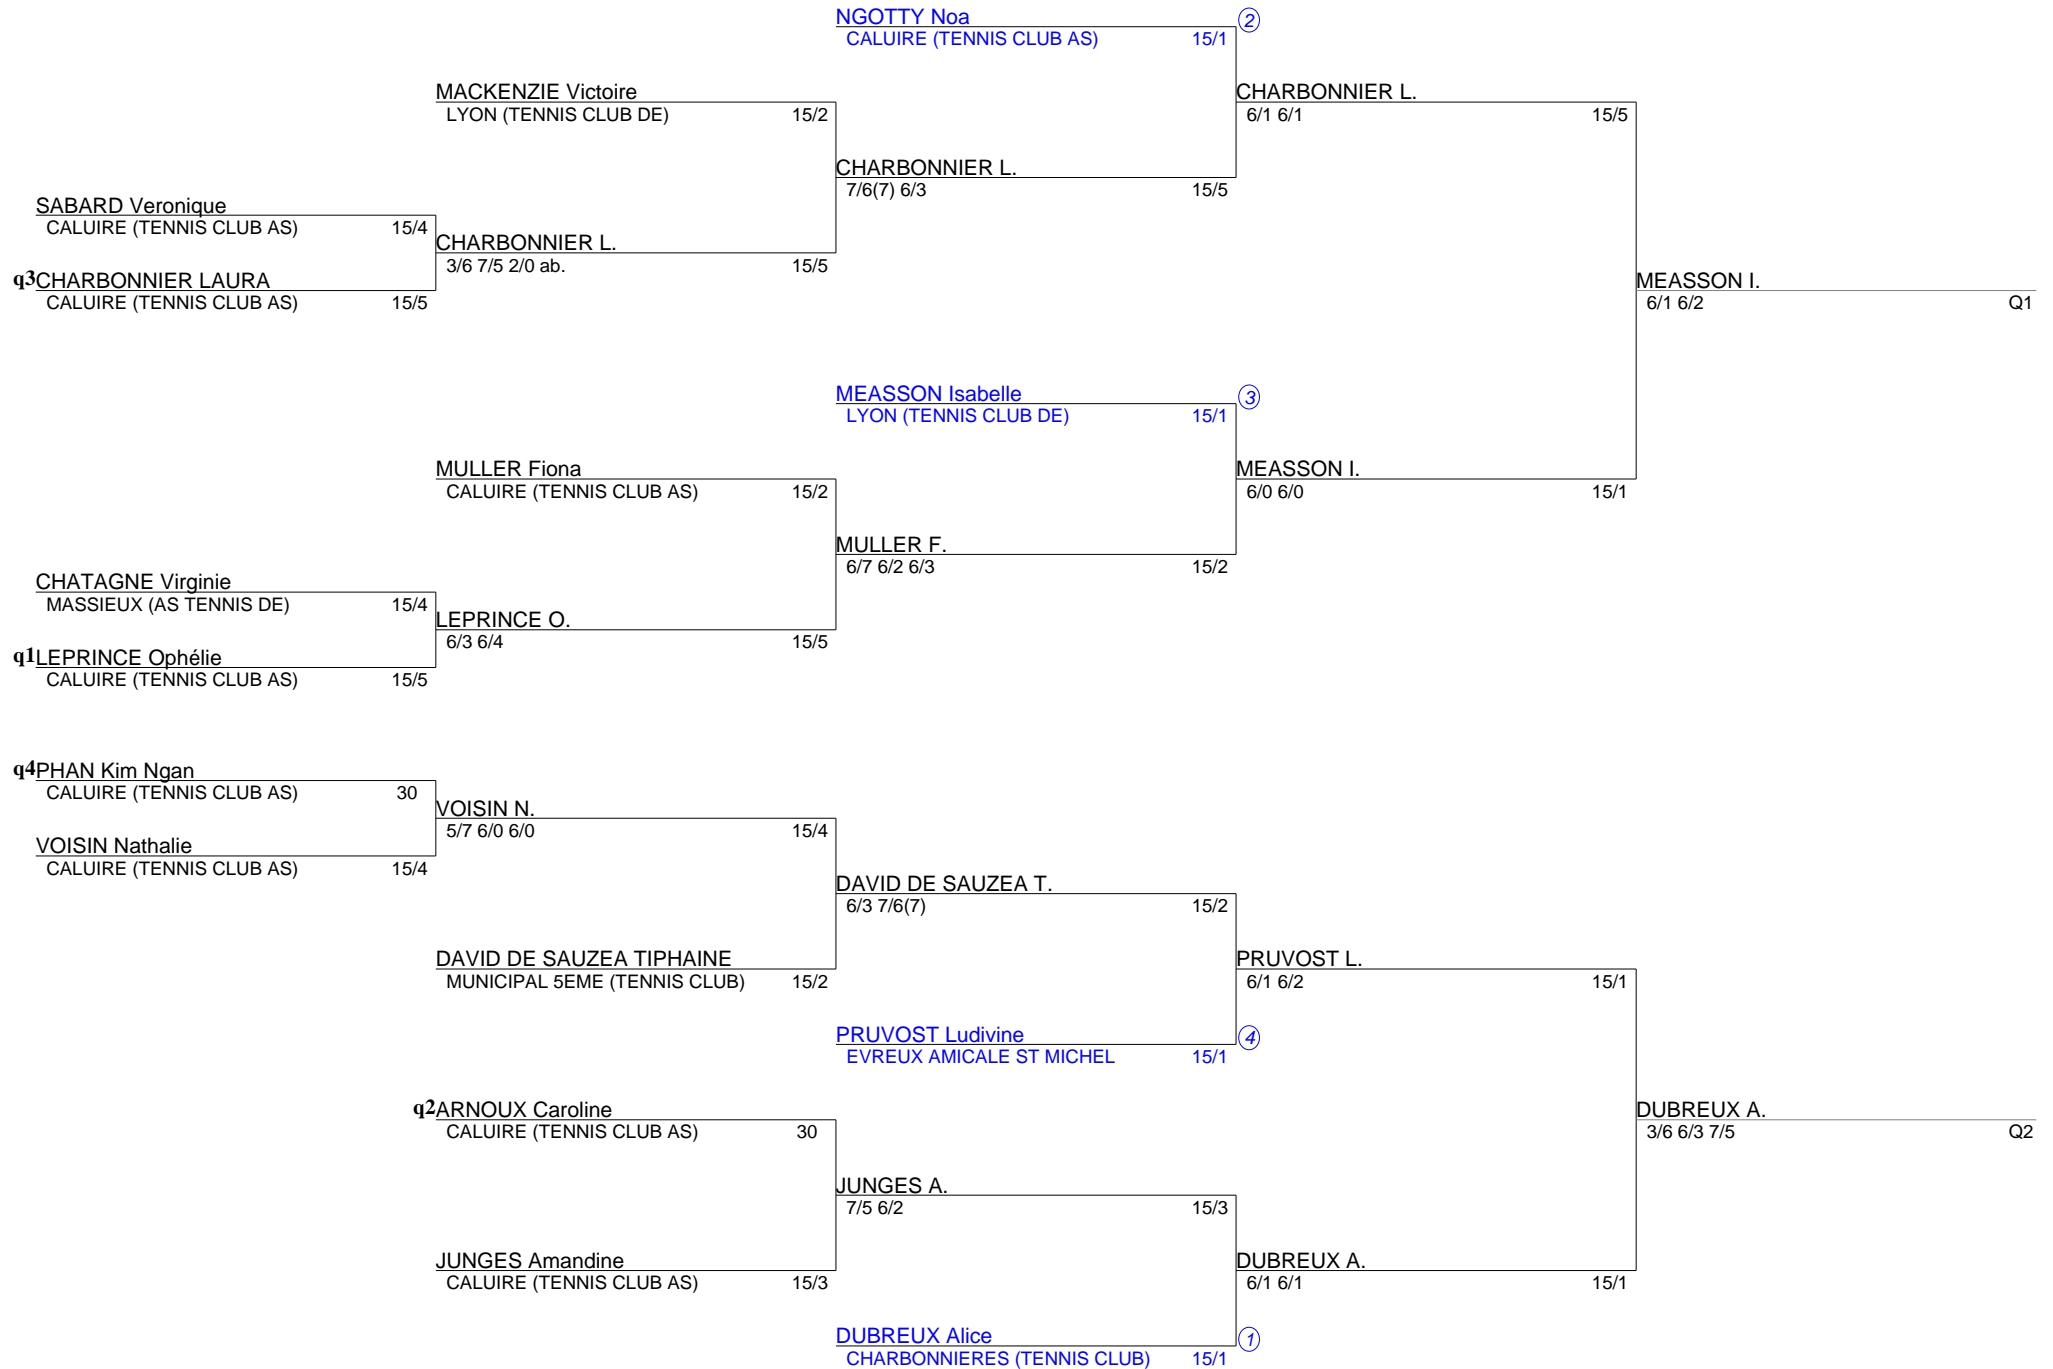 NGOTTY Noa 2
CALUIRE (TENNIS CLUB AS) 15/1
MACKENZIE Victoire
LYON (TENNIS CLUB DE) 15/2
CHARBONNIER L.
6/1 6/1 15/5
CHARBONNIER L.
7/6(7) 6/3 15/5
SABARD Veronique
CALUIRE (TENNIS CLUB AS) 15/4
CHARBONNIER L.
3/6 7/5 2/0 ab. 15/5
q3 CHARBONNIER LAURA
CALUIRE (TENNIS CLUB AS) 15/5
MEASSON I.
6/1 6/2 Q1
MEASSON Isabelle 3
LYON (TENNIS CLUB DE) 15/1
MULLER Fiona
CALUIRE (TENNIS CLUB AS) 15/2
MEASSON I.
6/0 6/0 15/1
MULLER F.
6/7 6/2 6/3 15/2
CHATAGNE Virginie
MASSIEUX (AS TENNIS DE) 15/4
LEPRINCE O.
6/3 6/4 15/5
q1 LEPRINCE Ophélie
CALUIRE (TENNIS CLUB AS) 15/5
q4 PHAN Kim Ngan
CALUIRE (TENNIS CLUB AS) 30
VOISIN N.
5/7 6/0 6/0 15/4
VOISIN Nathalie
CALUIRE (TENNIS CLUB AS) 15/4
DAVID DE SAUZEA T.
6/3 7/6(7) 15/2
DAVID DE SAUZEA TIPHAINE
MUNICIPAL 5EME (TENNIS CLUB) 15/2
PRUVOST L.
6/1 6/2 15/1
PRUVOST Ludivine 4
EVREUX AMICALE ST MICHEL 15/1
q2 ARNOUX Caroline
CALUIRE (TENNIS CLUB AS) 30
DUBREUX A.
3/6 6/3 7/5 Q2
JUNGES A.
7/5 6/2 15/3
JUNGES Amandine
CALUIRE (TENNIS CLUB AS) 15/3
DUBREUX A.
6/1 6/1 15/1
DUBREUX Alice 1
CHARBONNIERES (TENNIS CLUB) 15/1